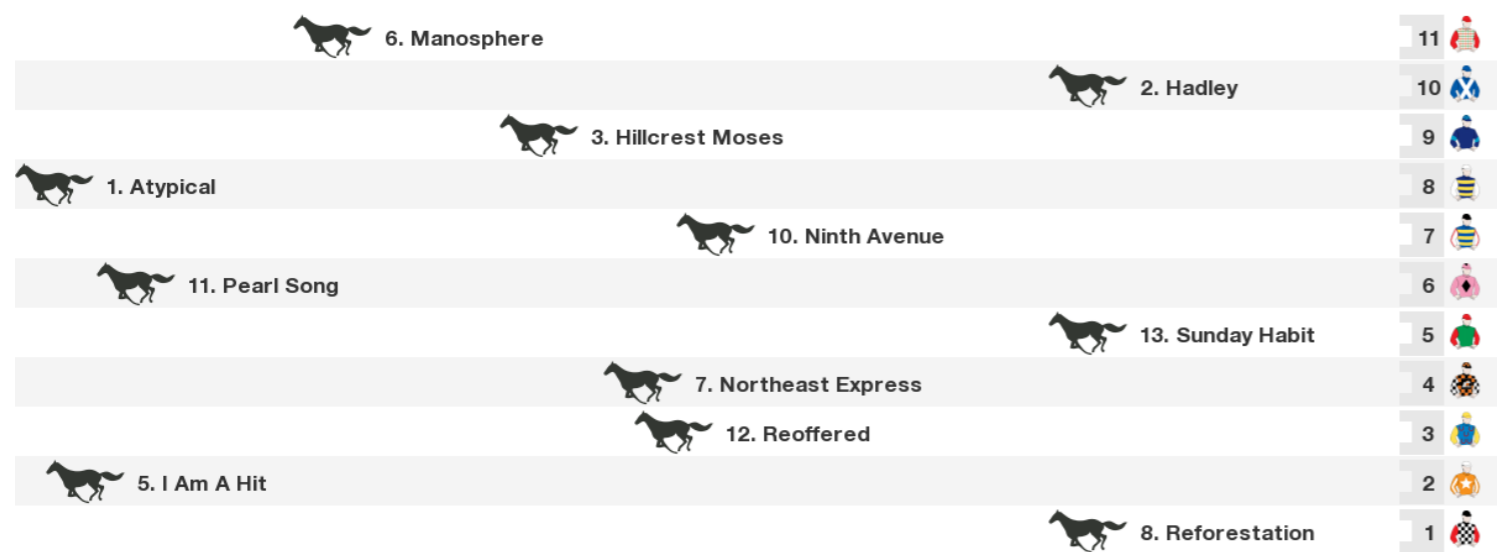 6. Manosphere 11
2. Hadley 10
3. Hillcrest Moses 9
1. Atypical 8
10. Ninth Avenue 7
11. Pearl Song 6
13. Sunday Habit 5
7. Northeast Express 4
12. Reoffered 3
5. I Am A Hit 2
8. Reforestation 1